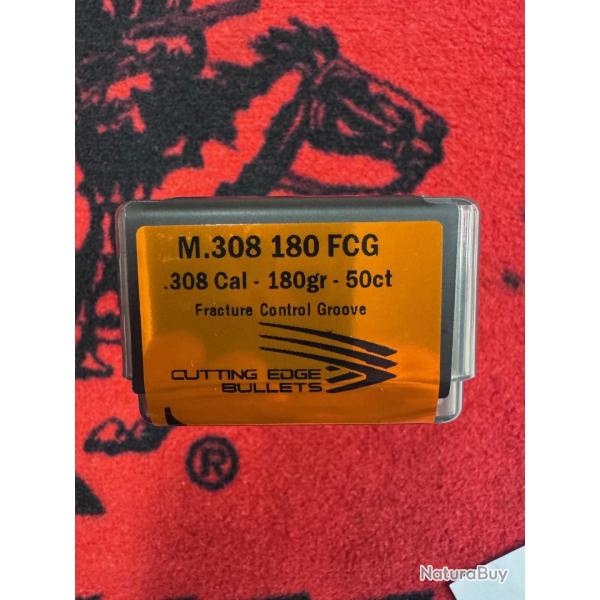 M.308 180 FCG
.308 Cal - 180gr - 50ct
Fracture Control Groove
CUTTING EDGE
BULLETS
®
NaturaBuy